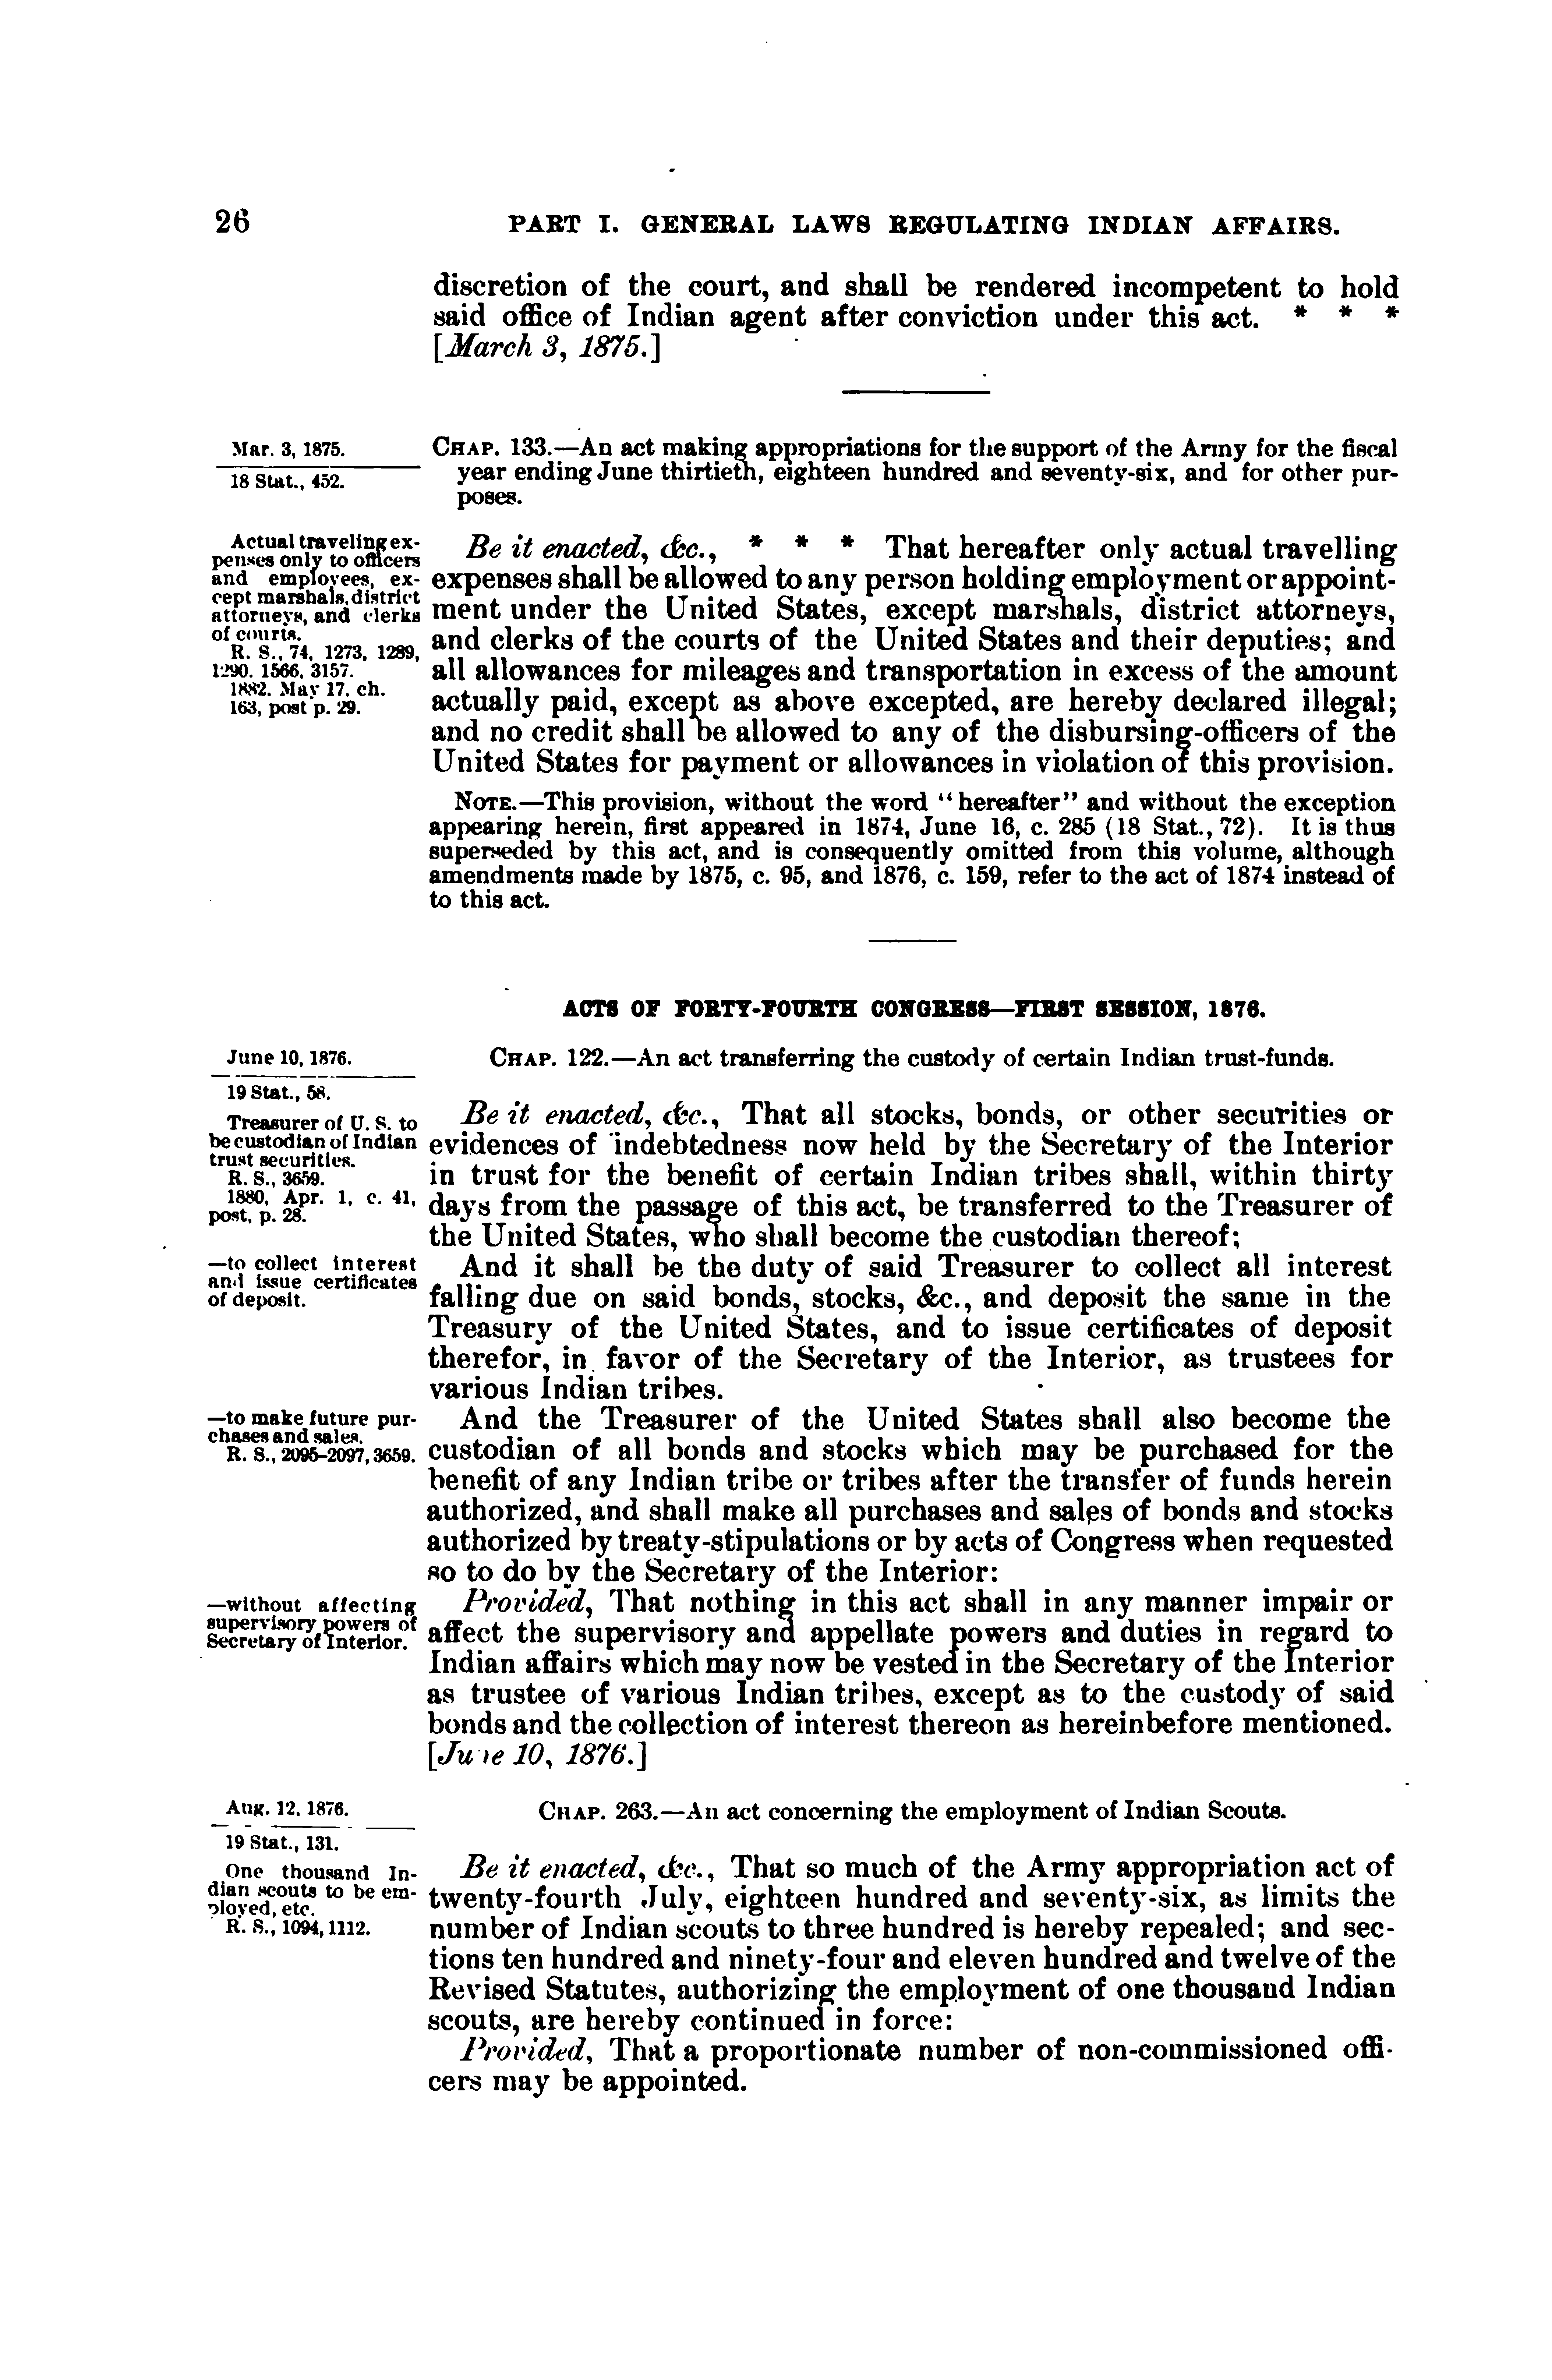 26
PART I. GENERAL LAWS REGULATING INDIAN AFFAIRS.
discretion of the court, and shall be rendered incompetent to hold
said office of Indian agent after conviction under this act. * * *
[March 3, 1875.]
Mar. 3, 1875.
18 Stat., 452.
CHAP. 133.—An act making appropriations for the support of the Army for the fiscal
year ending June thirtieth, eighteen hundred and seventy-six, and for other pur-
poses.
Actual traveling ex-
penses only to officers
and employees, ex-
cept marshals, district
attorneys, and clerks
of courts.
R. S., 74, 1273, 1289,
1290. 1566, 3157.
1882. May 17, ch.
163, post p. 29.
Be it enacted, &c., * * * That hereafter only actual travelling
expenses shall be allowed to any person holding employment or appoint-
ment under the United States, except marshals, district attorneys,
and clerks of the courts of the United States and their deputies; and
all allowances for mileages and transportation in excess of the amount
actually paid, except as above excepted, are hereby declared illegal;
and no credit shall be allowed to any of the disbursing-officers of the
United States for payment or allowances in violation of this provision.
NOTE.—This provision, without the word "hereafter" and without the exception
appearing herein, first appeared in 1874, June 16, c. 285 (18 Stat., 72). It is thus
superseded by this act, and is consequently omitted from this volume, although
amendments made by 1875, c. 95, and 1876, c. 159, refer to the act of 1874 instead of
to this act.
ACTS OF FORTY-FOURTH CONGRESS—FIRST SESSION, 1876.
June 10, 1876.
19 Stat., 58.
CHAP. 122.—An act transferring the custody of certain Indian trust-funds.
Treasurer of U. S. to
be custodian of Indian
trust securities.
R. S., 3659.
1880, Apr. 1, c. 41,
post, p. 28.
Be it enacted, &c., That all stocks, bonds, or other securities or
evidences of indebtedness now held by the Secretary of the Interior
in trust for the benefit of certain Indian tribes shall, within thirty
days from the passage of this act, be transferred to the Treasurer of
the United States, who shall become the custodian thereof;
—to collect interest
and issue certificates
of deposit.
And it shall be the duty of said Treasurer to collect all interest
falling due on said bonds, stocks, &c., and deposit the same in the
Treasury of the United States, and to issue certificates of deposit
therefor, in favor of the Secretary of the Interior, as trustees for
various Indian tribes.
—to make future pur-
chases and sales.
R. S., 2095-2097, 3659.
And the Treasurer of the United States shall also become the
custodian of all bonds and stocks which may be purchased for the
benefit of any Indian tribe or tribes after the transfer of funds herein
authorized, and shall make all purchases and sales of bonds and stocks
authorized by treaty-stipulations or by acts of Congress when requested
so to do by the Secretary of the Interior:
—without affecting
supervisory powers of
Secretary of Interior.
Provided, That nothing in this act shall in any manner impair or
affect the supervisory and appellate powers and duties in regard to
Indian affairs which may now be vested in the Secretary of the Interior
as trustee of various Indian tribes, except as to the custody of said
bonds and the collection of interest thereon as hereinbefore mentioned.
[June 10, 1876.]
Aug. 12, 1876.
19 Stat., 131.
CHAP. 263.—An act concerning the employment of Indian Scouts.
One thousand In-
dian scouts to be em-
ployed, etc.
R. S., 1094, 1112.
Be it enacted, &c., That so much of the Army appropriation act of
twenty-fourth July, eighteen hundred and seventy-six, as limits the
number of Indian scouts to three hundred is hereby repealed; and sec-
tions ten hundred and ninety-four and eleven hundred and twelve of the
Revised Statutes, authorizing the employment of one thousand Indian
scouts, are hereby continued in force:
Provided, That a proportionate number of non-commissioned offi-
cers may be appointed.